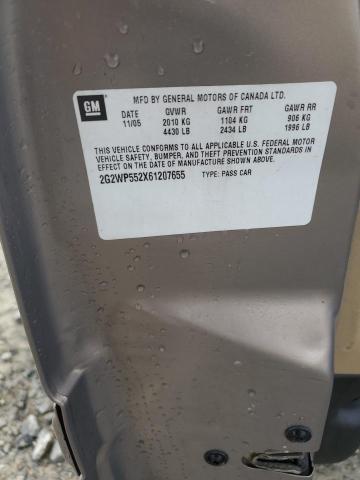 GM
MFD BY GENERAL MOTORS OF CANADA LTD.
DATE GVWR GAWR FRT GAWR RR
11/05 2010 KG 1104 KG 906 KG
4430 LB 2434 LB 1996 LB
THIS VEHICLE CONFORMS TO ALL APPLICABLE U.S. FEDERAL MOTOR
VEHICLE SAFETY, BUMPER, AND THEFT PREVENTION STANDARDS IN
EFFECT ON THE DATE OF MANUFACTURE SHOWN ABOVE.
2G2WP552X61207655 TYPE: PASS CAR